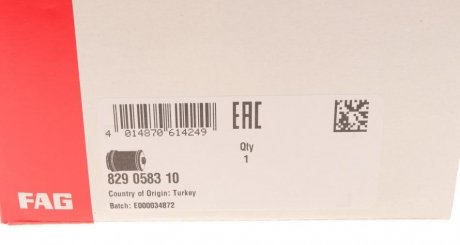 EAC
4 014870 614249
Qty
1
829 0583 10
Country of Origin: Turkey
Batch: E000034872
FAG